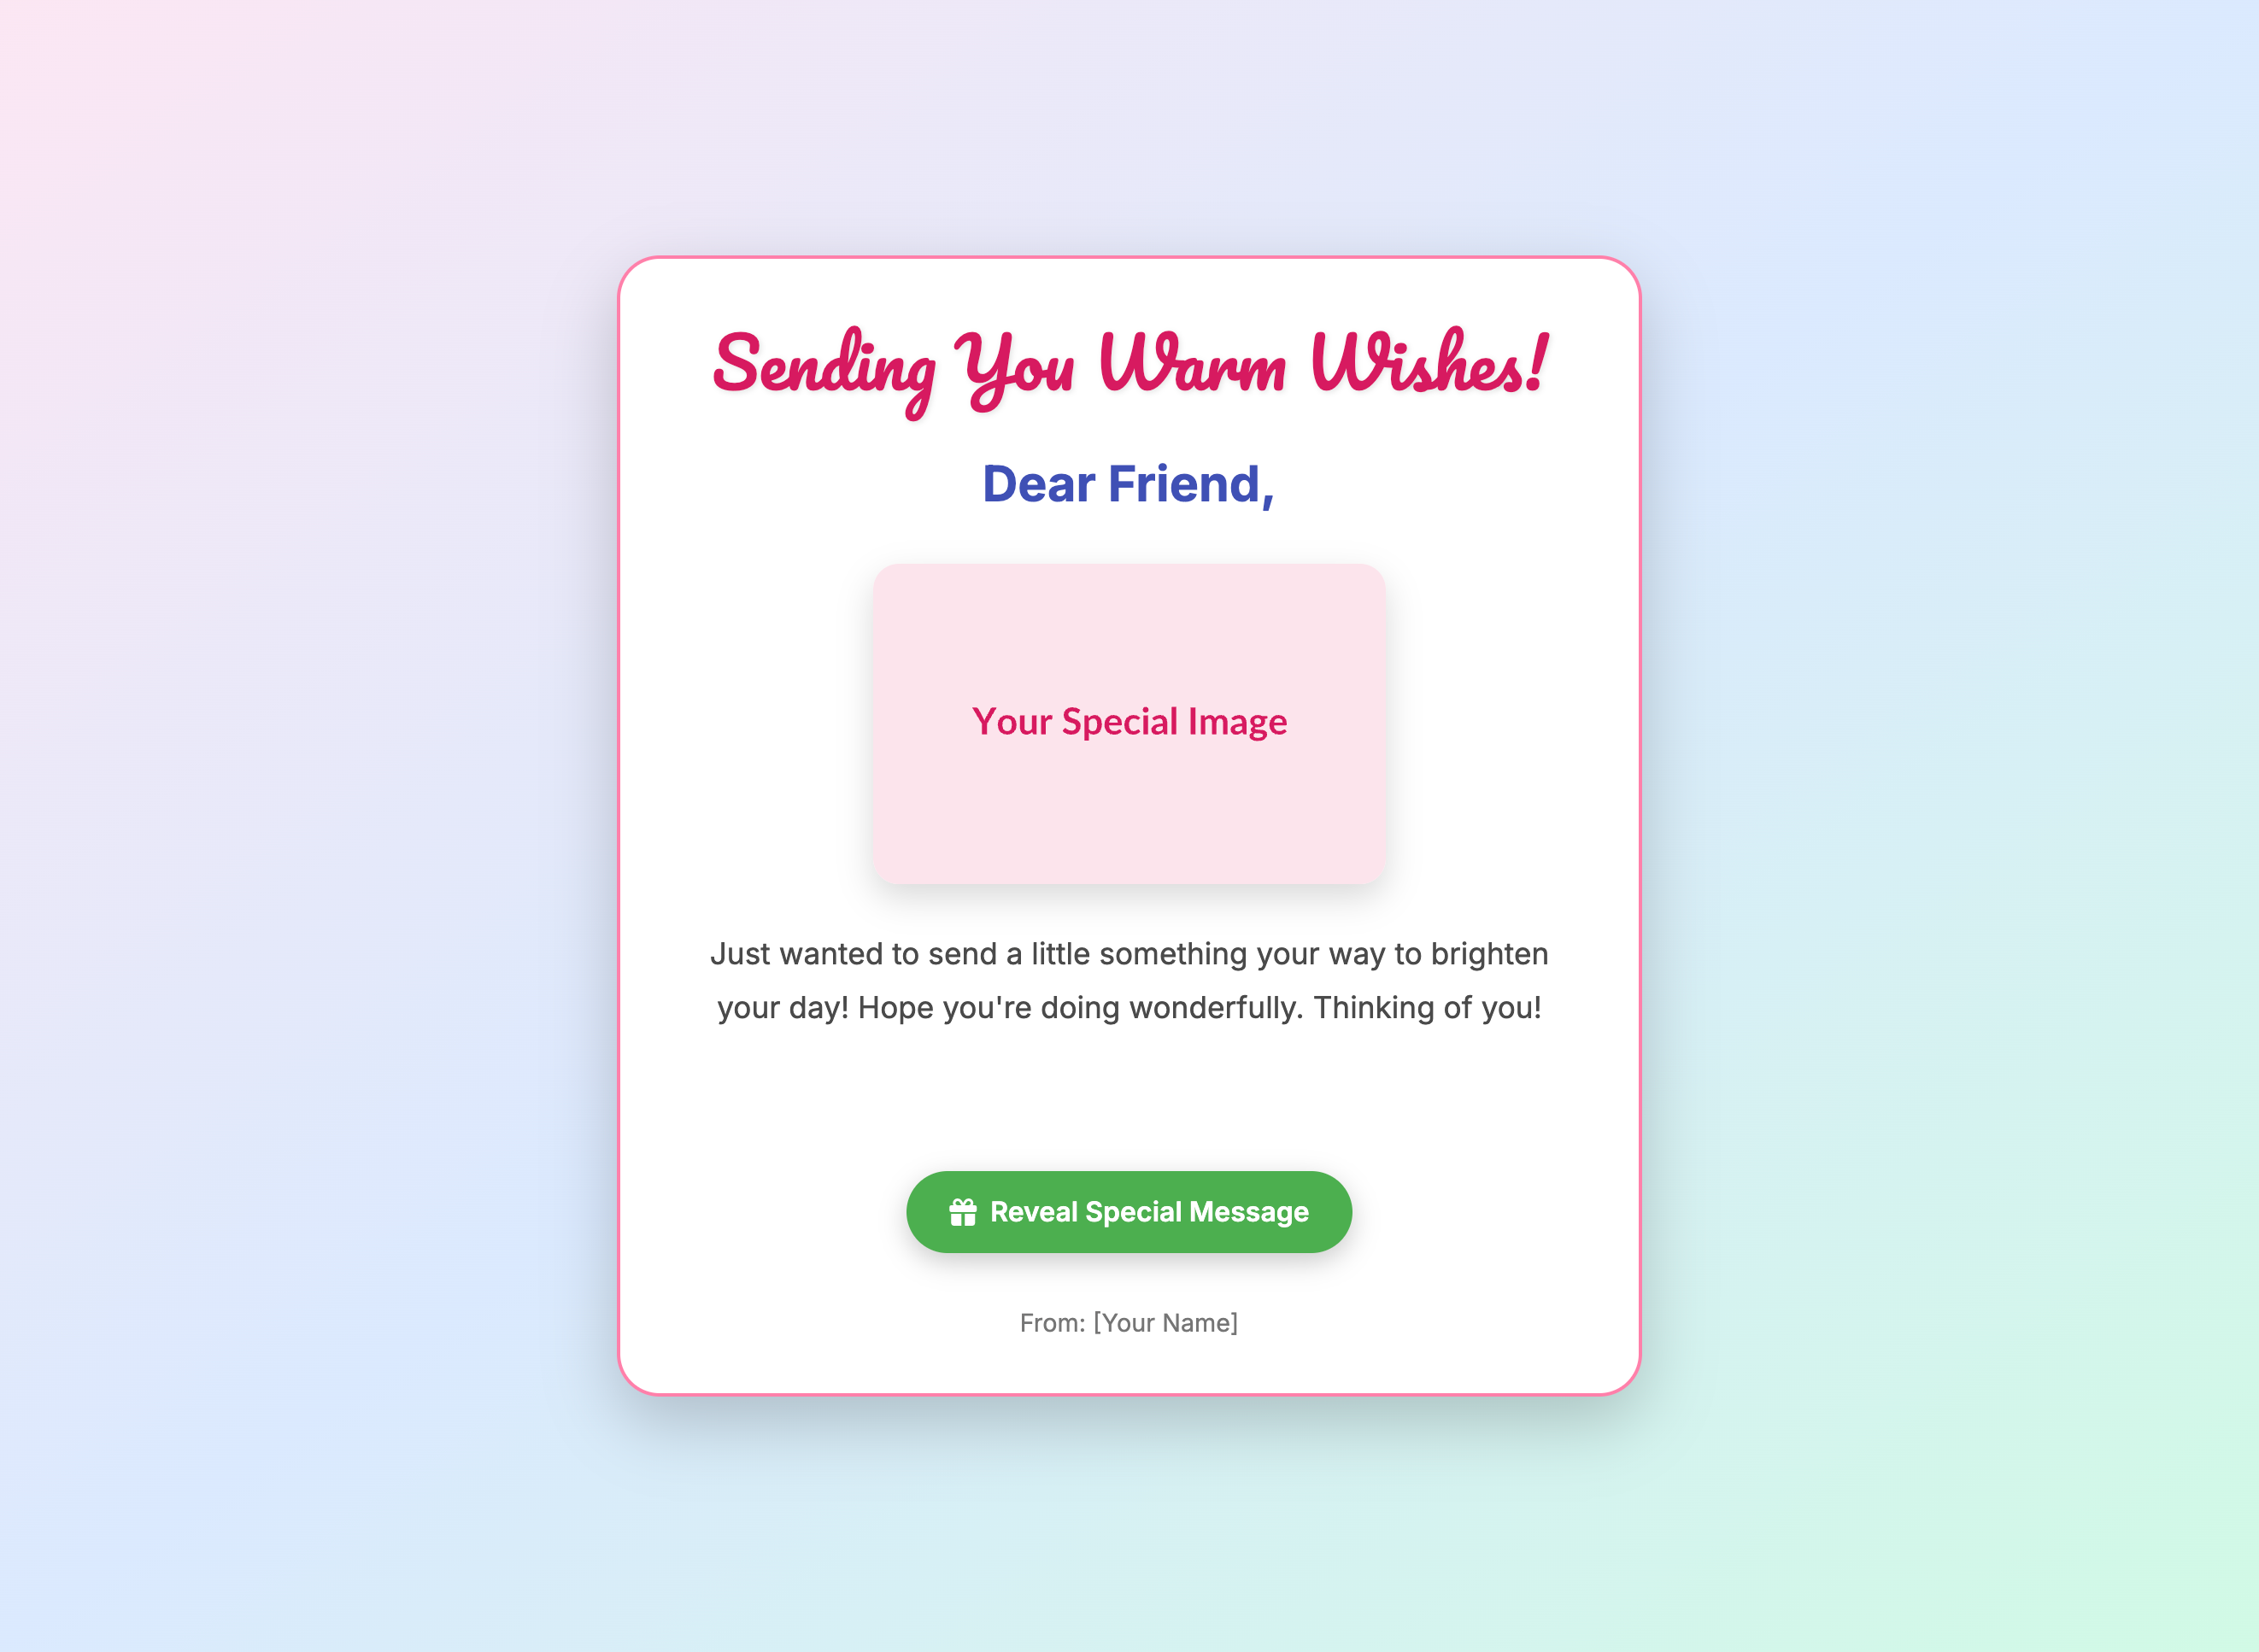 Sending You Warm Wishes!
Dear Friend,
Your Special Image
Just wanted to send a little something your way to brighten
your day! Hope you're doing wonderfully. Thinking of you!
Reveal Special Message
From: [Your Name]